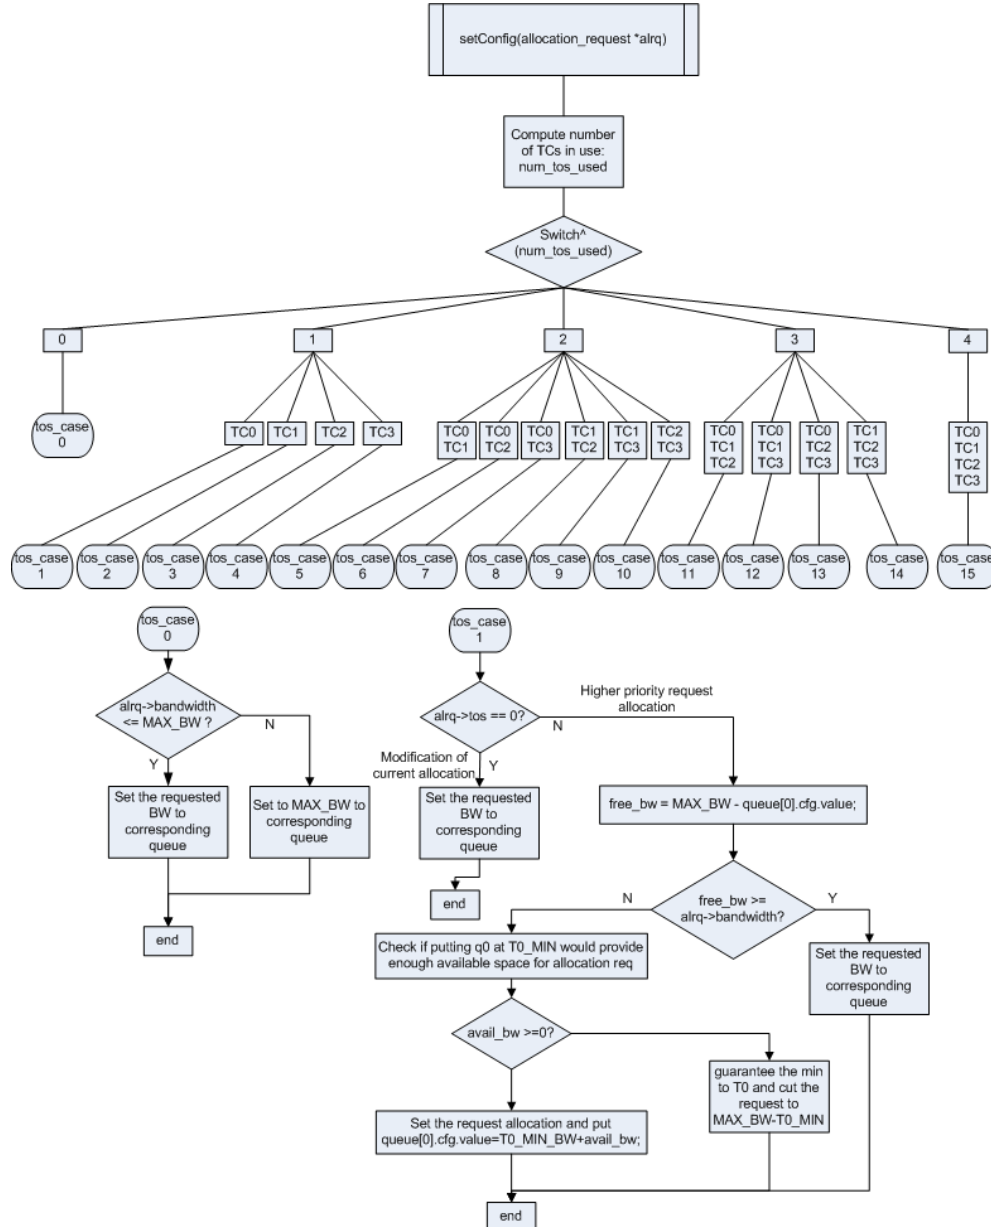 setConfig(allocation_request *alrq)
Compute number
of TCs in use:
num_tos_used
Switch^
(num_tos_used)
0
1
2
3
4
tos_case
0
TC0
TC1
TC2
TC3
TC0
TC1
TC0
TC2
TC0
TC3
TC1
TC2
TC1
TC3
TC2
TC3
TC0
TC1
TC2
TC0
TC1
TC3
TC0
TC2
TC3
TC1
TC2
TC3
TC0
TC1
TC2
TC3
tos_case
1
tos_case
2
tos_case
3
tos_case
4
tos_case
5
tos_case
6
tos_case
7
tos_case
8
tos_case
9
tos_case
10
tos_case
11
tos_case
12
tos_case
13
tos_case
14
tos_case
15
tos_case
0
alrq->bandwidth
<= MAX_BW ?
N
Y
Set the requested
BW to
corresponding
queue
Set to MAX_BW to
corresponding
queue
end
tos_case
1
alrq->tos == 0?
Higher priority request
allocation
N
Modification of
current allocation
Y
Set the requested
BW to
corresponding
queue
end
free_bw = MAX_BW - queue[0].cfg.value;
free_bw >=
alrq->bandwidth?
N
Y
Check if putting q0 at T0_MIN would provide
enough available space for allocation req
Set the requested
BW to
corresponding
queue
avail_bw >=0?
guarantee the min
to T0 and cut the
request to
MAX_BW-T0_MIN
Set the request allocation and put
queue[0].cfg.value=T0_MIN_BW+avail_bw;
end